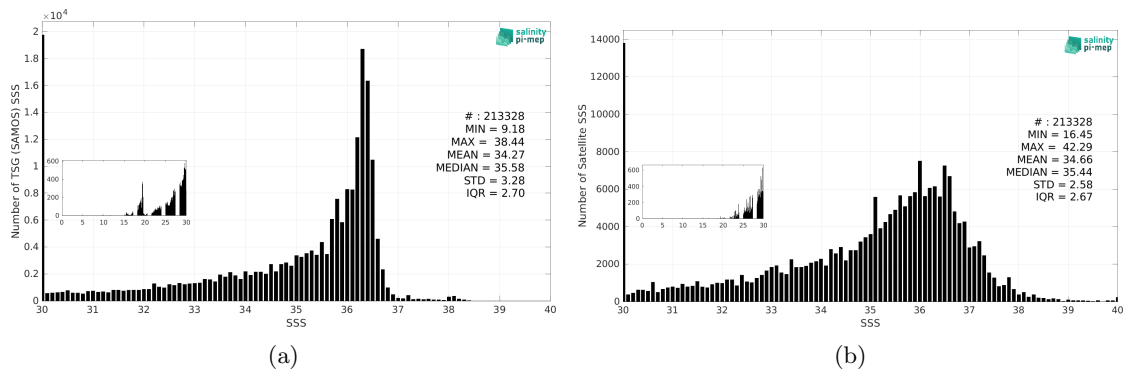 ×10⁴
salinity
pi-mep
Number of TSG (SAMOS) SSS
2
1.8
1.6
1.4
1.2
1
0.8
0.6
0.4
0.2
0
# : 213328
MIN = 9.18
MAX = 38.44
MEAN = 34.27
MEDIAN = 35.58
STD = 3.28
IQR = 2.70
600
400
200
0
0 5 10 15 20 25 30
30 31 32 33 34 35 36 37 38 39 40
SSS
(a)
salinity
pi-mep
Number of Satellite SSS
14000
12000
10000
8000
6000
4000
2000
0
# : 213328
MIN = 16.45
MAX = 42.29
MEAN = 34.66
MEDIAN = 35.44
STD = 2.58
IQR = 2.67
600
400
200
0
0 5 10 15 20 25 30
30 31 32 33 34 35 36 37 38 39 40
SSS
(b)